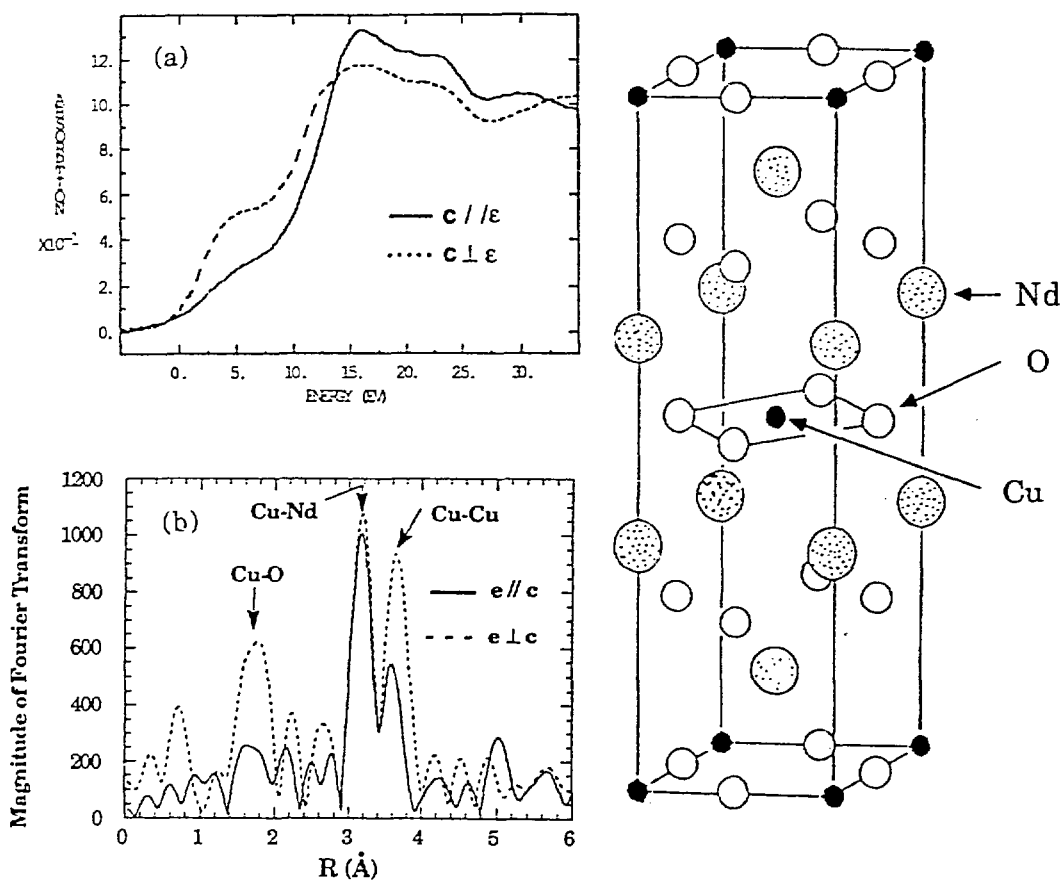 (a)
12.
10.
8.
6.
4.
2.
0.
c // ε
c ⊥ ε
0. 5. 10. 15. 20. 25. 30.
ENERGY (EV)
Nd
O
Cu
(b)
1200
1000
800
600
400
200
0
Magnitude of Fourier Transform
Cu-Nd
Cu-Cu
Cu-O
e // c
e ⊥ c
0 1 2 3 4 5 6
R (Å)